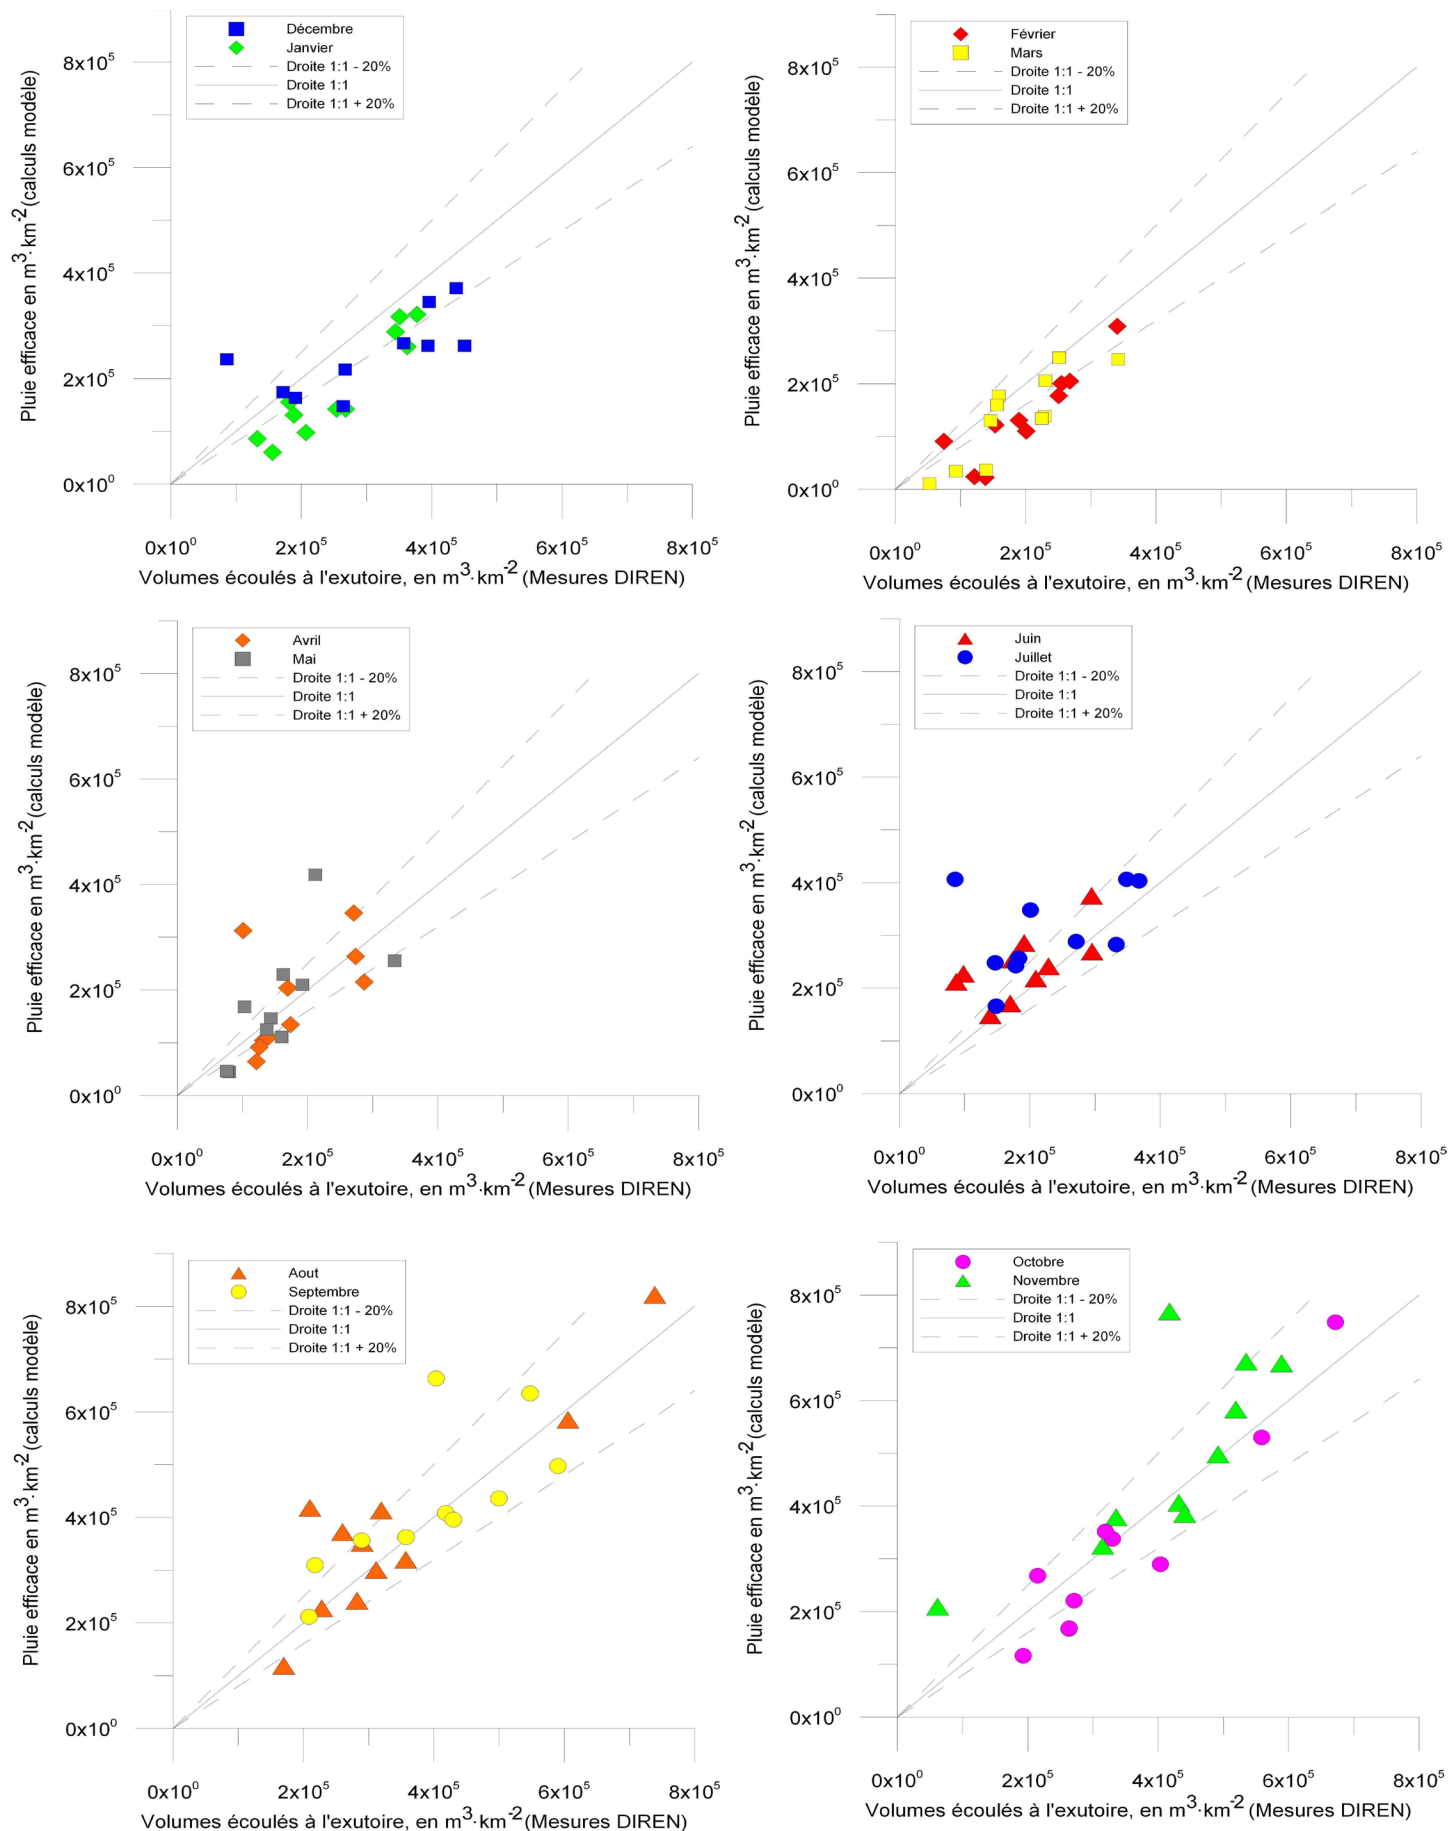 Décembre
Janvier
Droite 1:1 - 20%
Droite 1:1
Droite 1:1 + 20%
Pluie efficace en m³·km⁻² (calculs modèle)
8x10⁵
6x10⁵
4x10⁵
2x10⁵
0x10⁰
0x10⁰ 2x10⁵ 4x10⁵ 6x10⁵ 8x10⁵
Volumes écoulés à l'exutoire, en m³·km⁻² (Mesures DIREN)
Février
Mars
Droite 1:1 - 20%
Droite 1:1
Droite 1:1 + 20%
Pluie efficace en m³·km⁻² (calculs modèle)
8x10⁵
6x10⁵
4x10⁵
2x10⁵
0x10⁰
0x10⁰ 2x10⁵ 4x10⁵ 6x10⁵ 8x10⁵
Volumes écoulés à l'exutoire, en m³·km⁻² (Mesures DIREN)
Avril
Mai
Droite 1:1 - 20%
Droite 1:1
Droite 1:1 + 20%
Pluie efficace en m³·km⁻² (calculs modèle)
8x10⁵
6x10⁵
4x10⁵
2x10⁵
0x10⁰
0x10⁰ 2x10⁵ 4x10⁵ 6x10⁵ 8x10⁵
Volumes écoulés à l'exutoire, en m³·km⁻² (Mesures DIREN)
Juin
Juillet
Droite 1:1 - 20%
Droite 1:1
Droite 1:1 + 20%
Pluie efficace en m³·km⁻² (calculs modèle)
8x10⁵
6x10⁵
4x10⁵
2x10⁵
0x10⁰
0x10⁰ 2x10⁵ 4x10⁵ 6x10⁵ 8x10⁵
Volumes écoulés à l'exutoire, en m³·km⁻² (Mesures DIREN)
Aout
Septembre
Droite 1:1 - 20%
Droite 1:1
Droite 1:1 + 20%
Pluie efficace en m³·km⁻² (calculs modèle)
8x10⁵
6x10⁵
4x10⁵
2x10⁵
0x10⁰
0x10⁰ 2x10⁵ 4x10⁵ 6x10⁵ 8x10⁵
Volumes écoulés à l'exutoire, en m³·km⁻² (Mesures DIREN)
Octobre
Novembre
Droite 1:1 - 20%
Droite 1:1
Droite 1:1 + 20%
Pluie efficace en m³·km⁻² (calculs modèle)
8x10⁵
6x10⁵
4x10⁵
2x10⁵
0x10⁰
0x10⁰ 2x10⁵ 4x10⁵ 6x10⁵ 8x10⁵
Volumes écoulés à l'exutoire, en m³·km⁻² (Mesures DIREN)